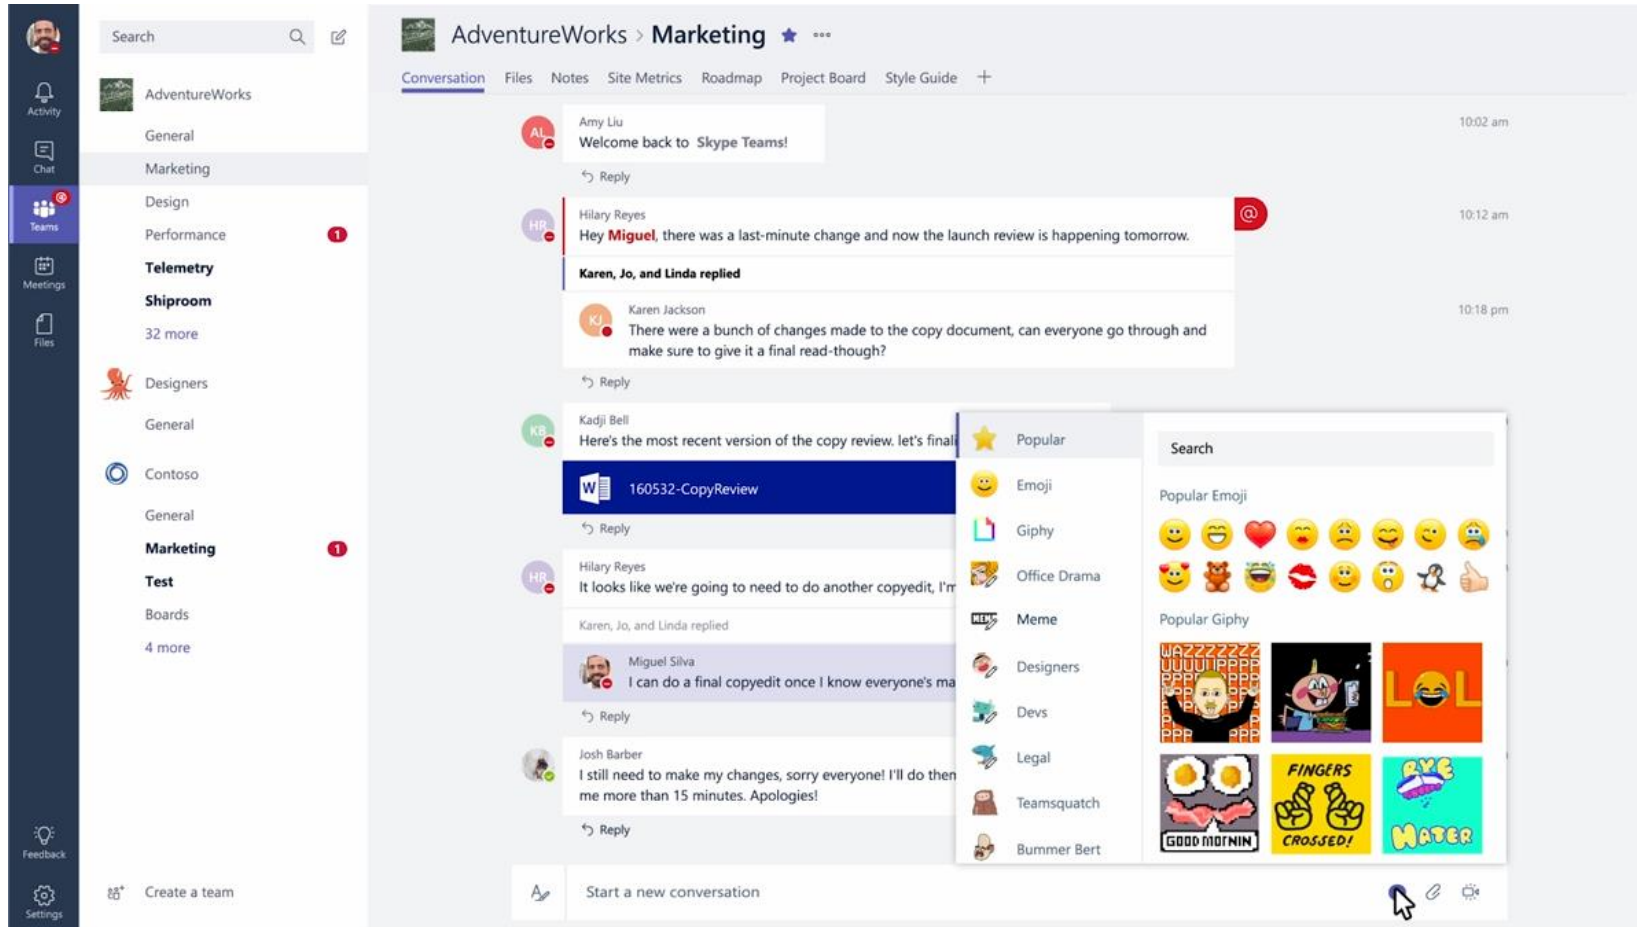 Search
Activity
Chat
Teams
Meetings
Files
Feedback
Settings
AdventureWorks
General
Marketing
Design
Performance 1
Telemetry
Shiproom
32 more
Designers
General
Contoso
General
Marketing 1
Test
Boards
4 more
Create a team
AdventureWorks > Marketing
Conversation Files Notes Site Metrics Roadmap Project Board Style Guide
AL
Amy Liu
10:02 am
Welcome back to Skype Teams!
Reply
HR
Hilary Reyes
@
10:12 am
Hey Miguel, there was a last-minute change and now the launch review is happening tomorrow.
Karen, Jo, and Linda replied
KJ
Karen Jackson
10:18 pm
There were a bunch of changes made to the copy document, can everyone go through and
make sure to give it a final read-though?
Reply
KB
Kadji Bell
Here's the most recent version of the copy review. let's finali
W
160532-CopyReview
Reply
HR
Hilary Reyes
It looks like we're going to need to do another copyedit, I'm
Karen, Jo, and Linda replied
Miguel Silva
I can do a final copyedit once I know everyone's ma
Reply
Josh Barber
I still need to make my changes, sorry everyone! I'll do then
me more than 15 minutes. Apologies!
Reply
Start a new conversation
Popular
Emoji
Giphy
Office Drama
Meme
Designers
Devs
Legal
Teamsquatch
Bummer Bert
Search
Popular Emoji
Popular Giphy
WAZZZZZZZ
UUUUUPPPP
LOL
GOOD MORNIN
FINGERS
CROSSED!
BYE
HATER